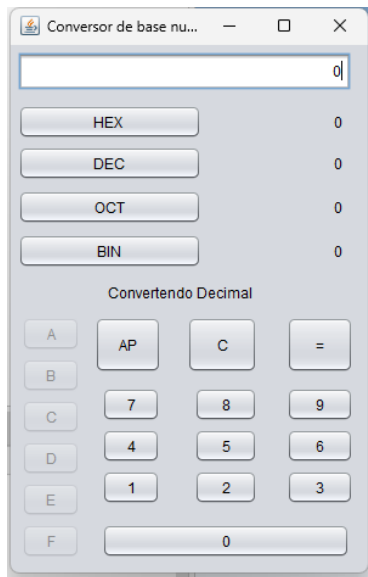 Conversor de base nu...
0
HEX 0
DEC 0
OCT 0
BIN 0
Convertendo Decimal
A AP C =
B
7 8 9
C
4 5 6
D
1 2 3
E
F 0